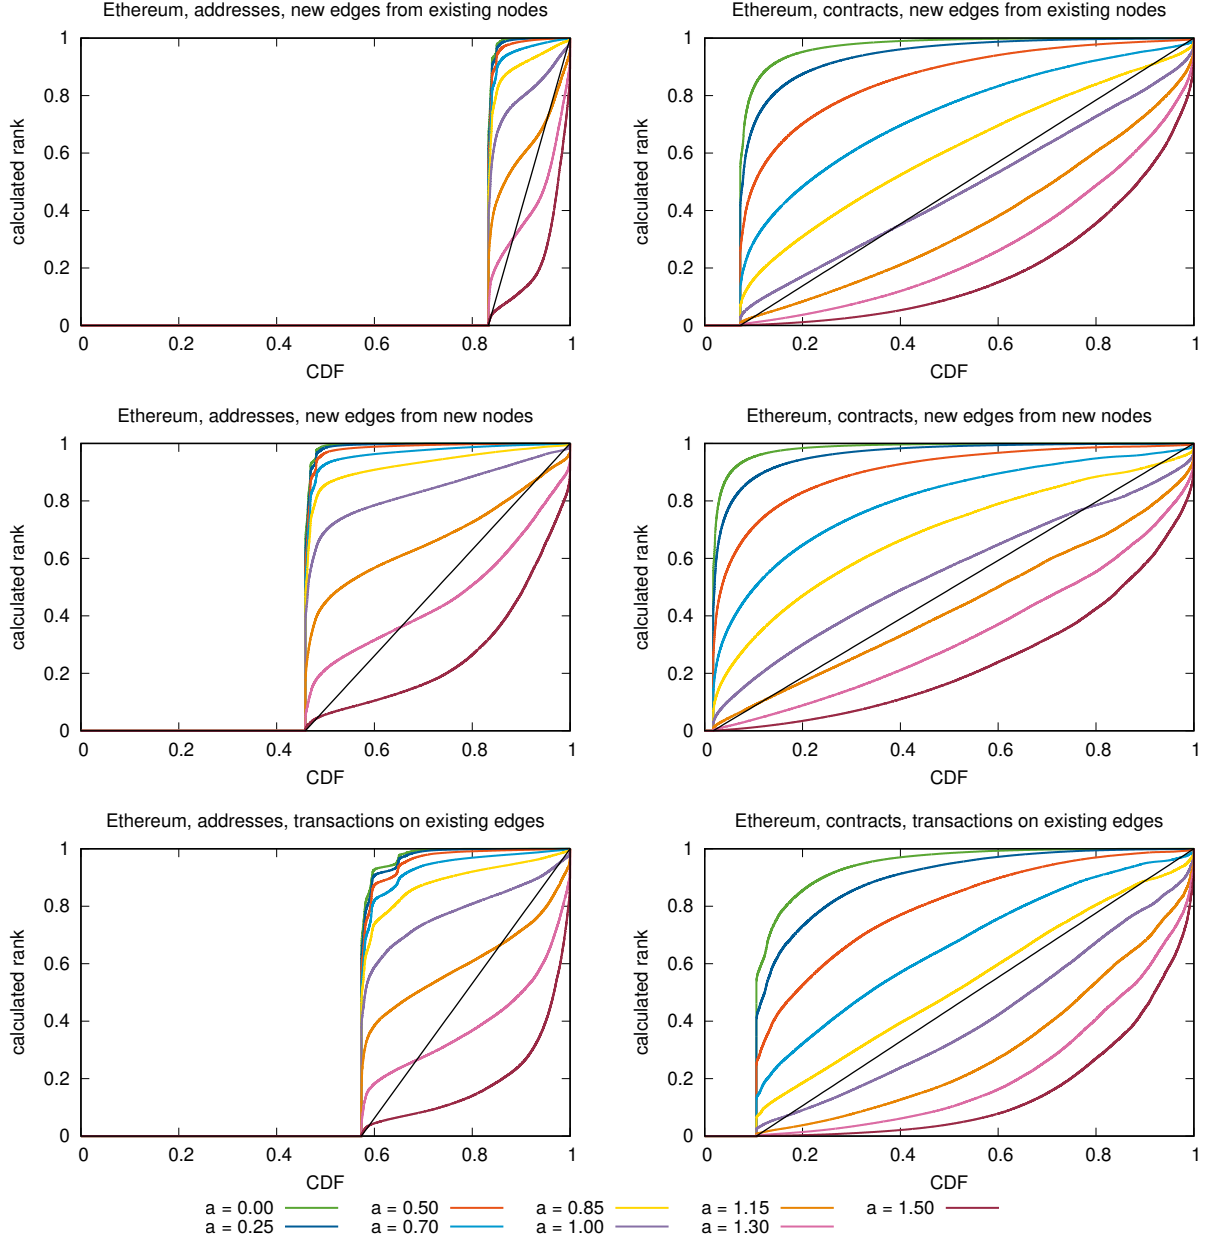 Ethereum, addresses, new edges from existing nodes
1
0.8
0.6
0.4
0.2
0
calculated rank
0 0.2 0.4 0.6 0.8 1
CDF
Ethereum, contracts, new edges from existing nodes
1
0.8
0.6
0.4
0.2
0
calculated rank
0 0.2 0.4 0.6 0.8 1
CDF
Ethereum, addresses, new edges from new nodes
1
0.8
0.6
0.4
0.2
0
calculated rank
0 0.2 0.4 0.6 0.8 1
CDF
Ethereum, contracts, new edges from new nodes
1
0.8
0.6
0.4
0.2
0
calculated rank
0 0.2 0.4 0.6 0.8 1
CDF
Ethereum, addresses, transactions on existing edges
1
0.8
0.6
0.4
0.2
0
calculated rank
0 0.2 0.4 0.6 0.8 1
CDF
Ethereum, contracts, transactions on existing edges
1
0.8
0.6
0.4
0.2
0
calculated rank
0 0.2 0.4 0.6 0.8 1
CDF
a = 0.00 a = 0.50 a = 0.85 a = 1.15 a = 1.50
a = 0.25 a = 0.70 a = 1.00 a = 1.30